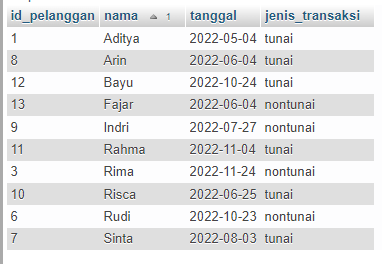 id_pelanggan nama 1 tanggal jenis_transaksi
1 Aditya 2022-05-04 tunai
8 Arin 2022-06-04 tunai
12 Bayu 2022-10-24 tunai
13 Fajar 2022-06-04 nontunai
9 Indri 2022-07-27 nontunai
11 Rahma 2022-11-04 tunai
3 Rima 2022-11-24 nontunai
10 Risca 2022-06-25 tunai
6 Rudi 2022-10-23 nontunai
7 Sinta 2022-08-03 tunai